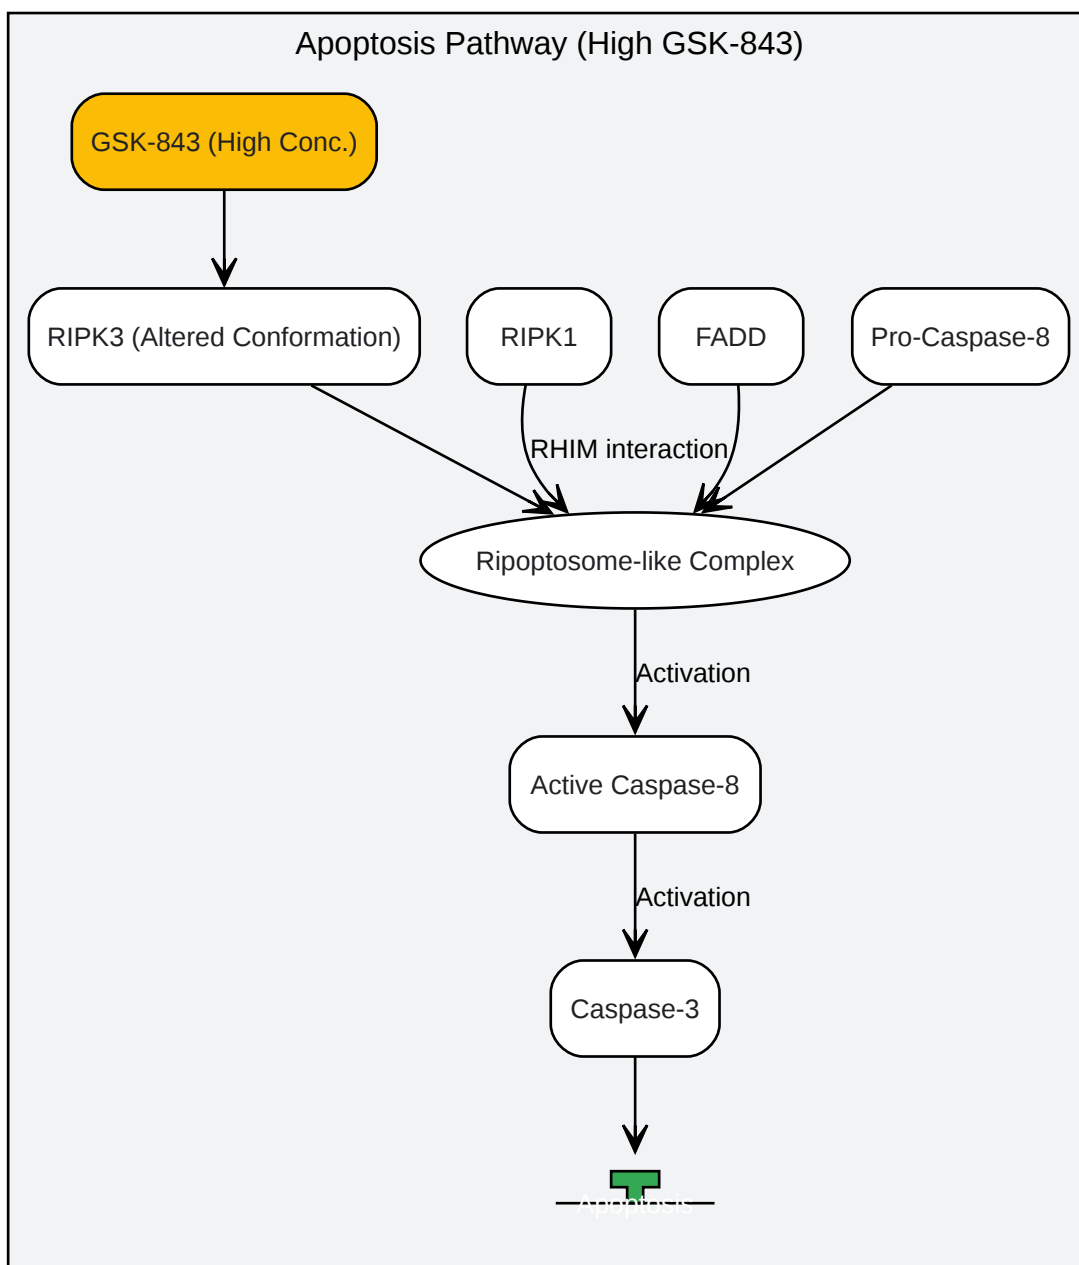 Apoptosis Pathway (High GSK-843)
GSK-843 (High Conc.)
RIPK3 (Altered Conformation)
RIPK1
FADD
Pro-Caspase-8
RHIM interaction
Ripoptosome-like Complex
Activation
Active Caspase-8
Activation
Caspase-3
Apoptosis